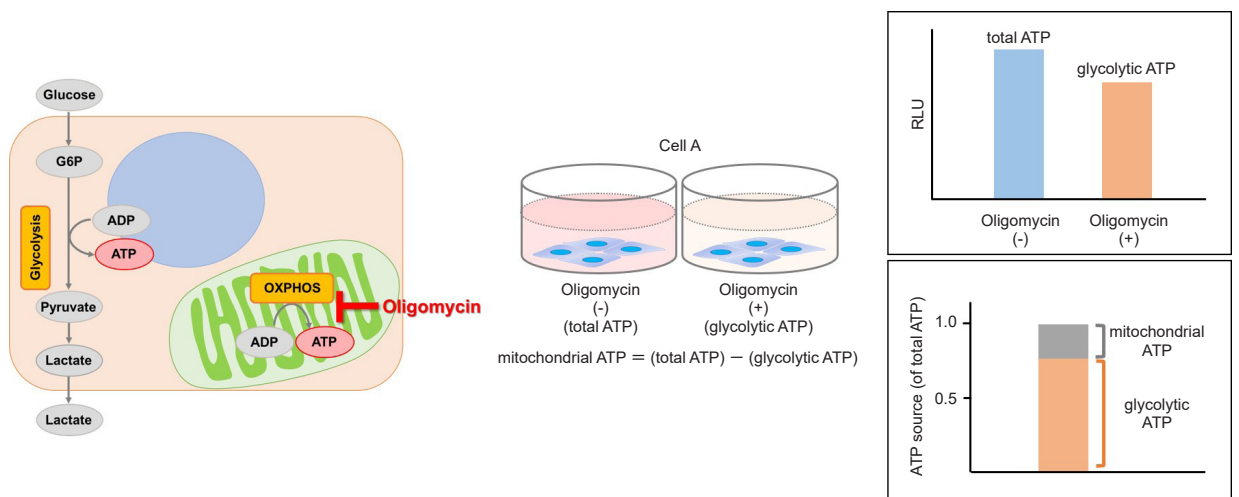 Glucose
G6P
Glycolysis
ADP
ATP
Pyruvate
Lactate
Lactate
OXPHOS
ADP
ATP
Oligomycin
Cell A
Oligomycin
(-)
(total ATP)
Oligomycin
(+)
(glycolytic ATP)
mitochondrial ATP = (total ATP) − (glycolytic ATP)
RLU
total ATP
glycolytic ATP
Oligomycin
(-)
Oligomycin
(+)
ATP source (of total ATP)
1.0
0.5
mitochondrial
ATP
glycolytic
ATP